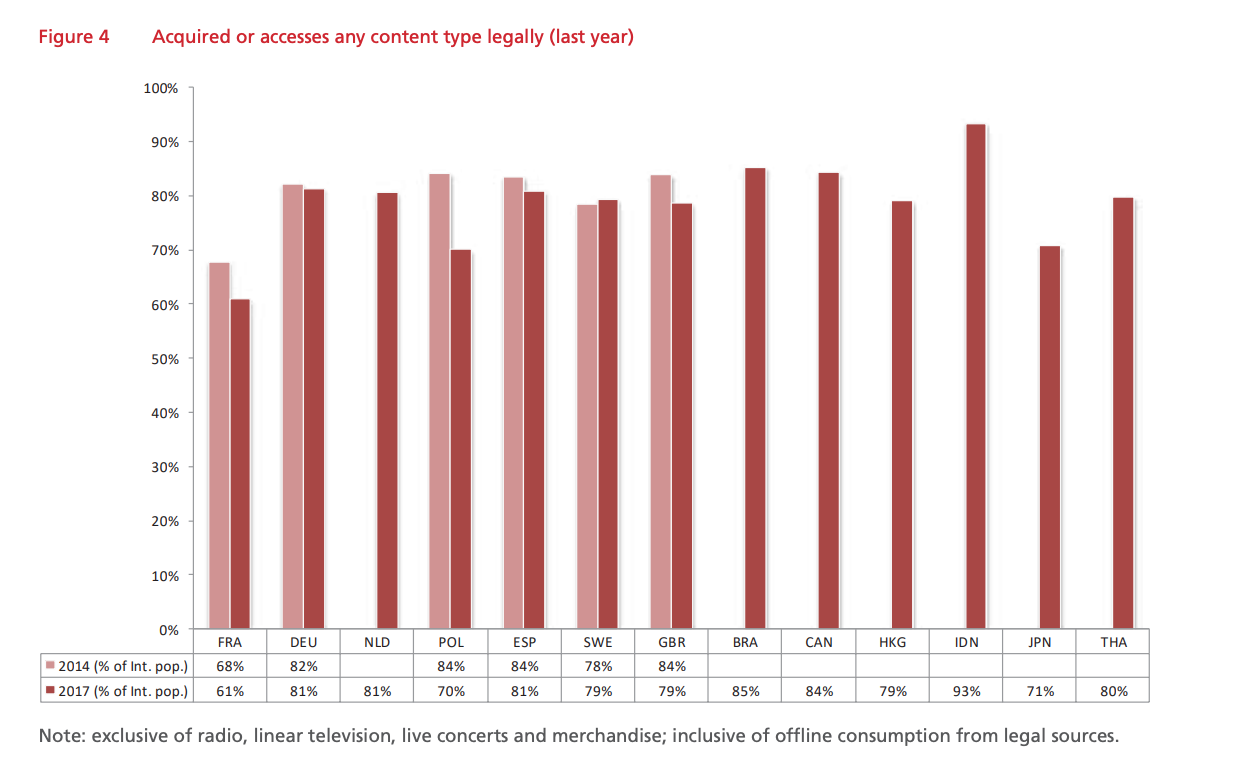 Figure 4 Acquired or accesses any content type legally (last year)
100%
90%
80%
70%
60%
50%
40%
30%
20%
10%
0%
FRA DEU NLD POL ESP SWE GBR BRA CAN HKG IDN JPN THA
2014 (% of Int. pop.) 68% 82% 84% 84% 78% 84%
2017 (% of Int. pop.) 61% 81% 81% 70% 81% 79% 79% 85% 84% 79% 93% 71% 80%
Note: exclusive of radio, linear television, live concerts and merchandise; inclusive of offline consumption from legal sources.